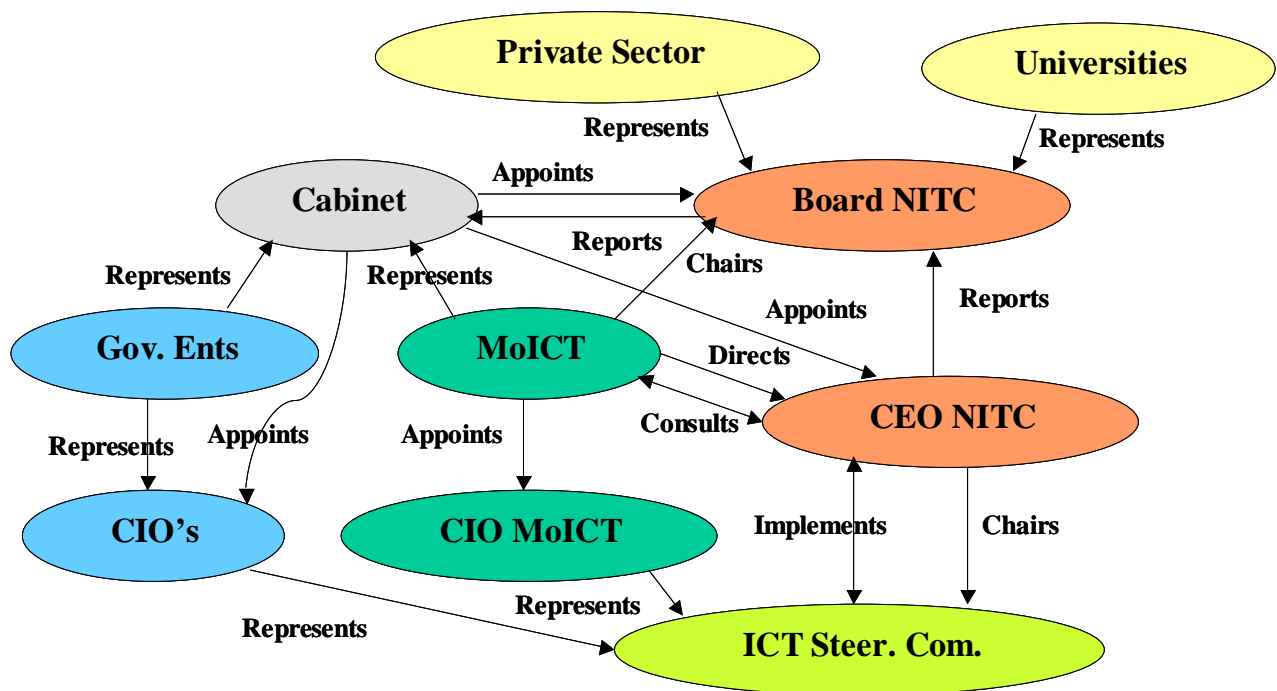 Private Sector
Universities
Represents
Represents
Appoints
Cabinet
Board NITC
Reports
Chairs
Represents
Represents
Reports
Appoints
Gov. Ents
MoICT
Directs
CEO NITC
Consults
Represents
Appoints
Appoints
CIO's
CIO MoICT
Implements
Chairs
Represents
Represents
ICT Steer. Com.